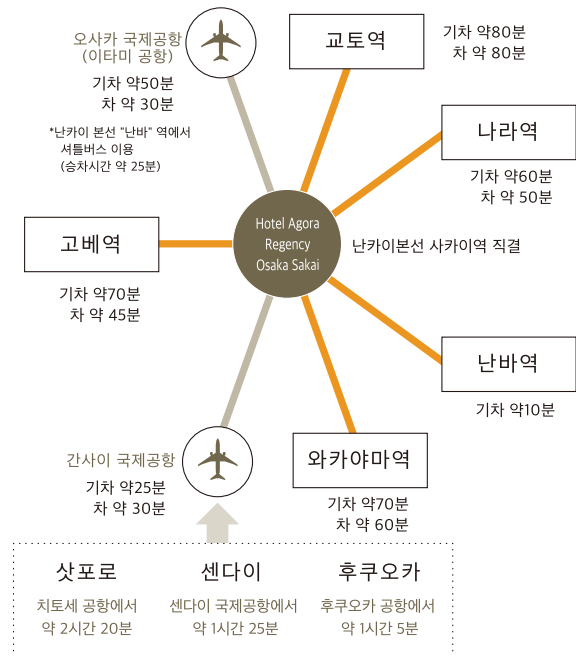 오사카 국제공항
(이타미 공항)
기차 약50분
차 약 30분
*난카이 본선 "난바" 역에서
셔틀버스 이용
(승차시간 약 25분)
교토역
기차 약80분
차 약 80분
나라역
기차 약60분
차 약 50분
Hotel Agora
Regency
Osaka Sakai
난카이본선 사카이역 직결
고베역
기차 약70분
차 약 45분
난바역
기차 약10분
간사이 국제공항
기차 약25분
차 약 30분
와카야마역
기차 약70분
차 약 60분
삿포로
치토세 공항에서
약 2시간 20분
센다이
센다이 국제공항에서
약 1시간 25분
후쿠오카
후쿠오카 공항에서
약 1시간 5분